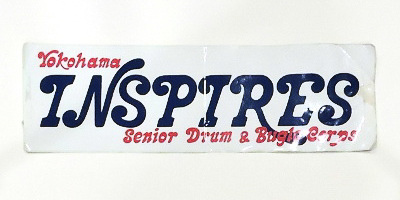 Yokohama
INSPIRES
Senior Drum & Bugle Corps